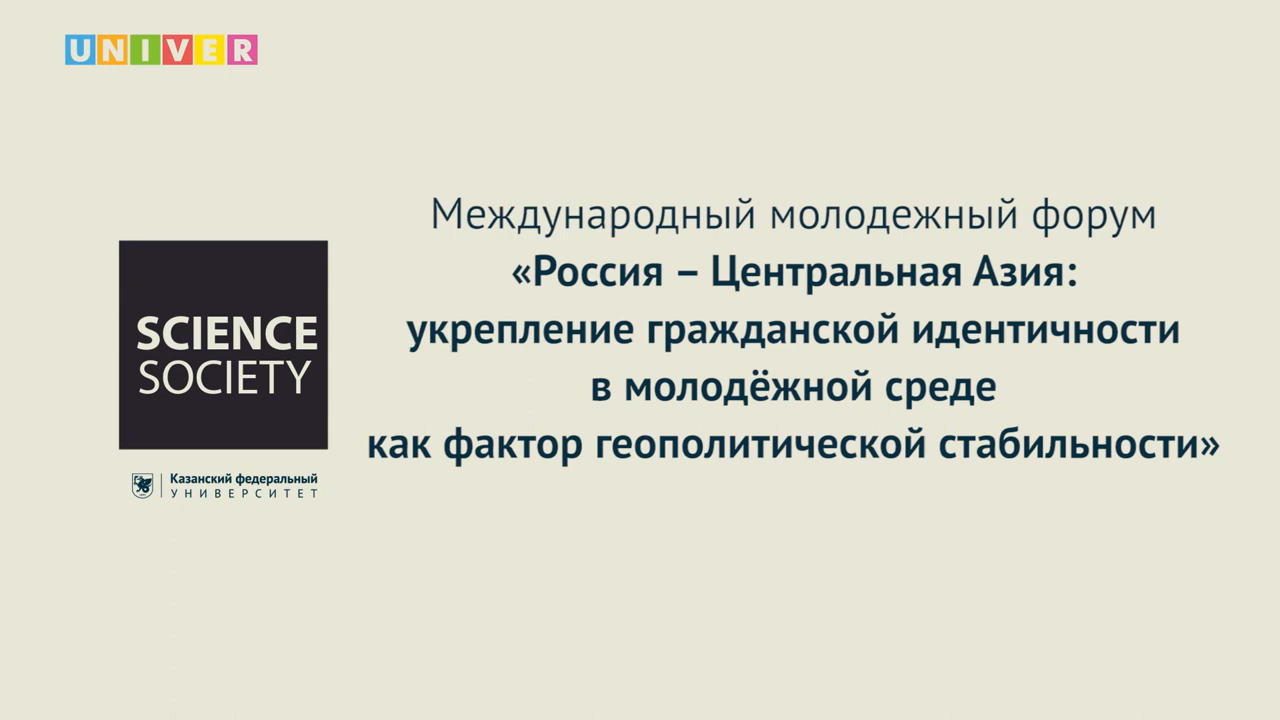 UNIVER
Международный молодежный форум
«Россия – Центральная Азия:
укрепление гражданской идентичности
в молодёжной среде
как фактор геополитической стабильности»
SCIENCE
SOCIETY
Казанский федеральный
УНИВЕРСИТЕТ